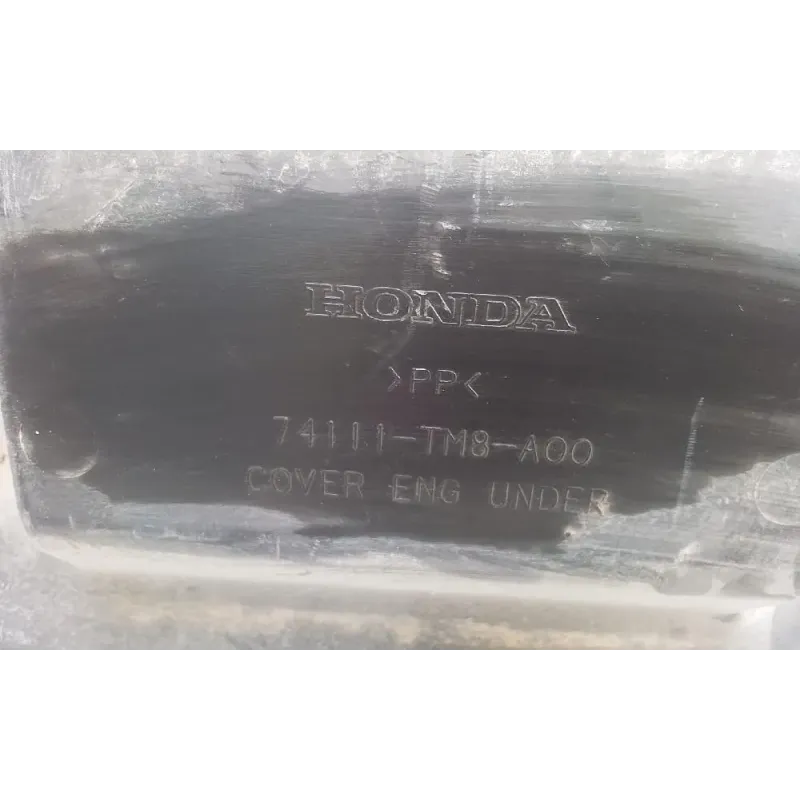 HONDA
>PP<
74111-TM8-A00
COVER ENG UNDER